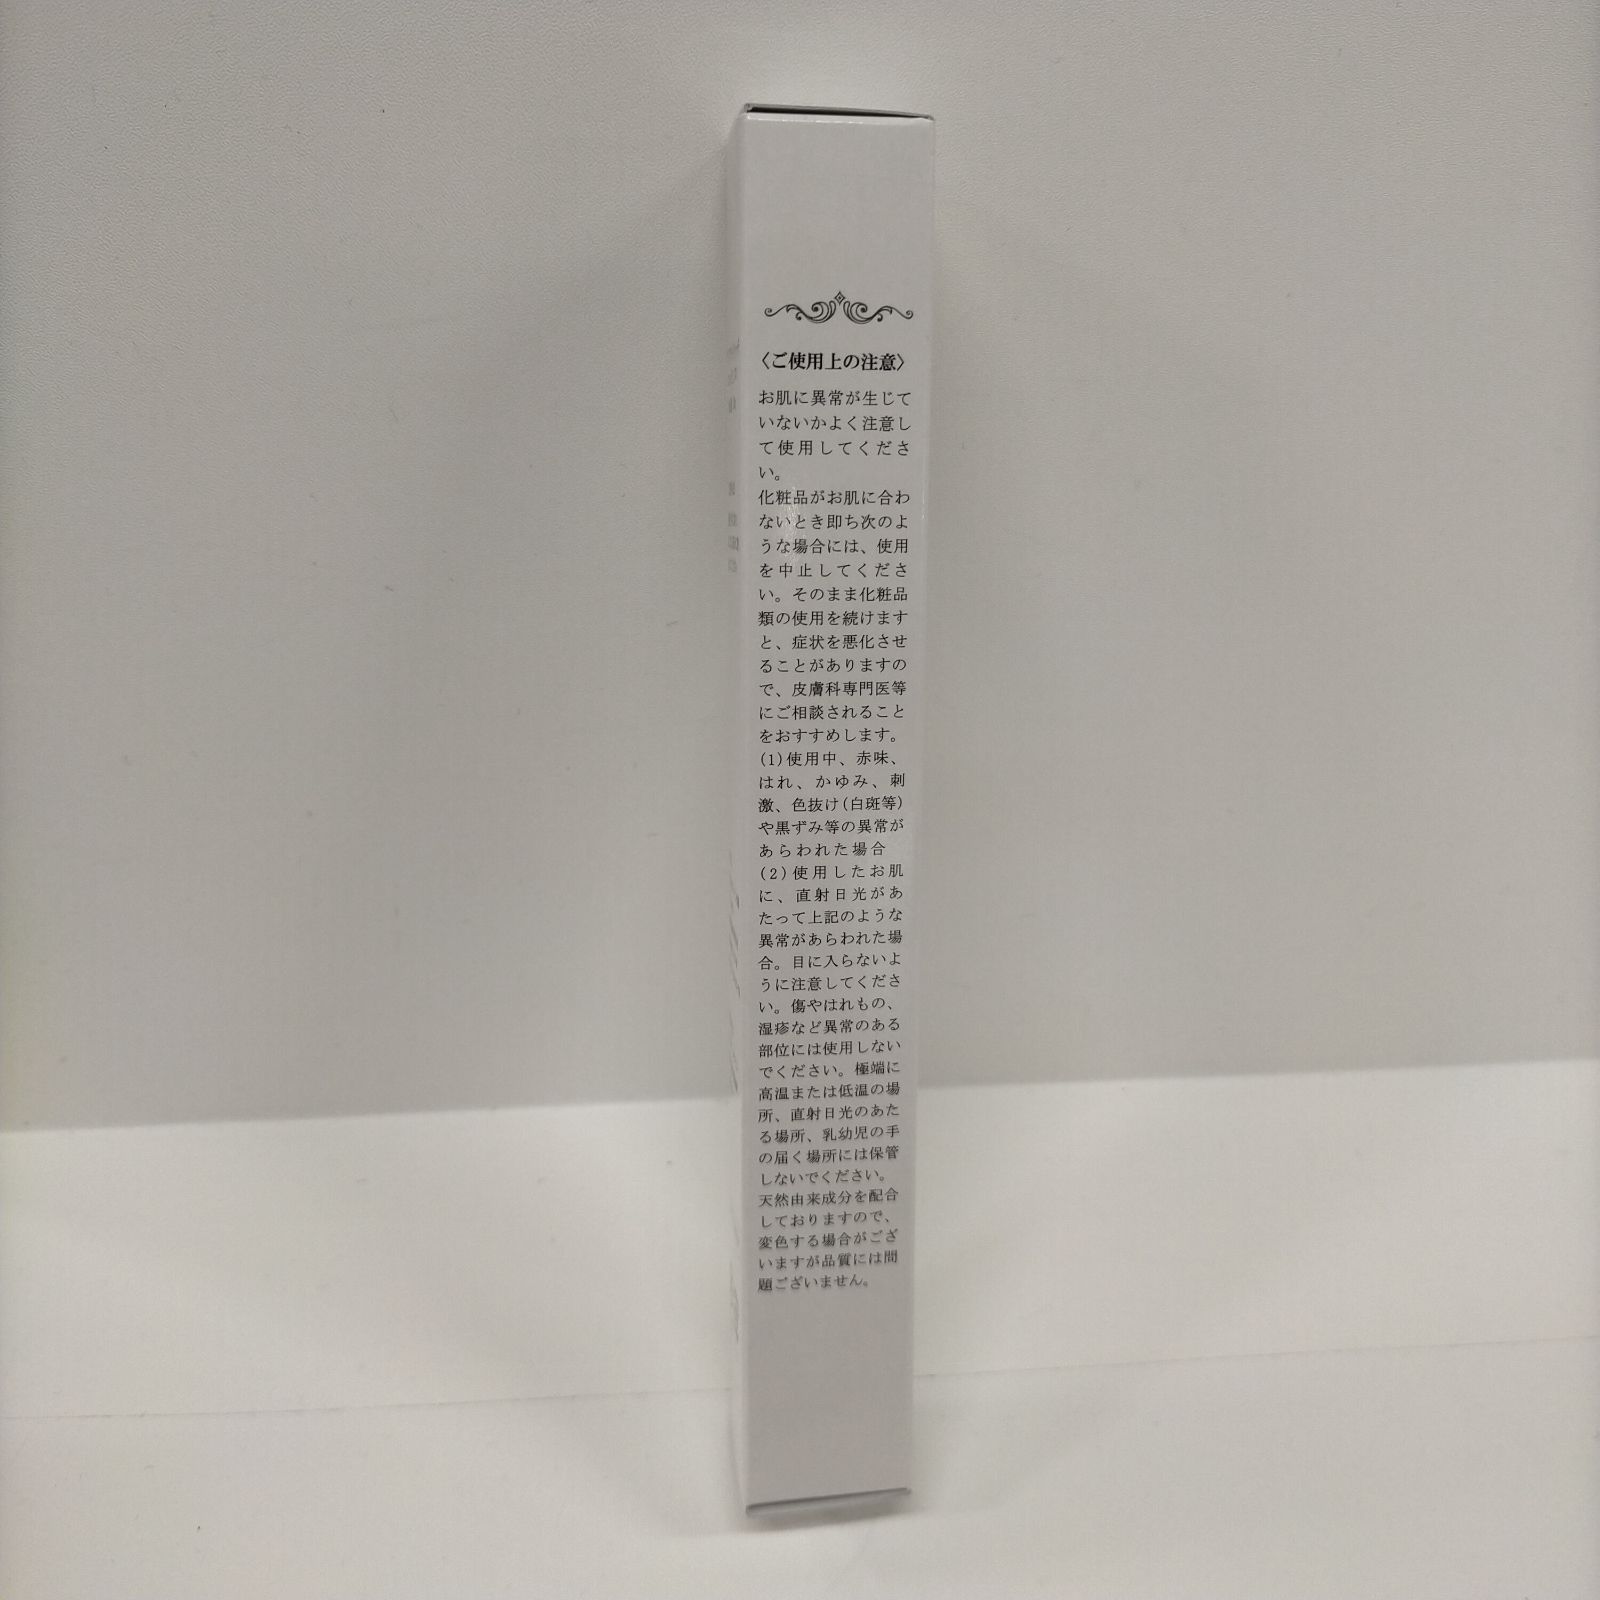 〈ご使用上の注意〉
お肌に異常が生じて
いないかよく注意し
て使用してくださ
い。
化粧品がお肌に合わ
ないとき即ち次のよ
うな場合には、使用
を中止してくださ
い。そのまま化粧品
類の使用を続けます
と、症状を悪化させ
ることがありますの
で、皮膚科専門医等
にご相談されること
をおすすめします。
(1)使用中、赤味、
はれ、かゆみ、刺
激、色抜け(白斑等)
や黒ずみ等の異常が
あらわれた場合
(2)使用したお肌
に、直射日光があ
たって上記のような
異常があらわれた場
合。目に入らないよ
うに注意してくださ
い。傷やはれもの、
湿疹など異常のある
部位には使用しない
でください。極端に
高温または低温の場
所、直射日光のあた
る場所、乳幼児の手
の届く場所には保管
しないでください。
天然由来成分を配合
しておりますので、
変色する場合がござ
いますが品質には問
題ございません。